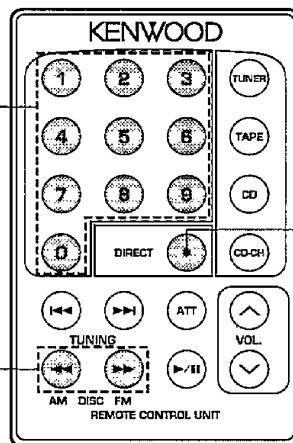 KENWOOD
1 2 3 TUNER
4 5 6 TAPE
7 8 9 CD
0 DIRECT CD-CH
ATT
TUNING
VOL.
AM DISC FM
REMOTE CONTROL UNIT